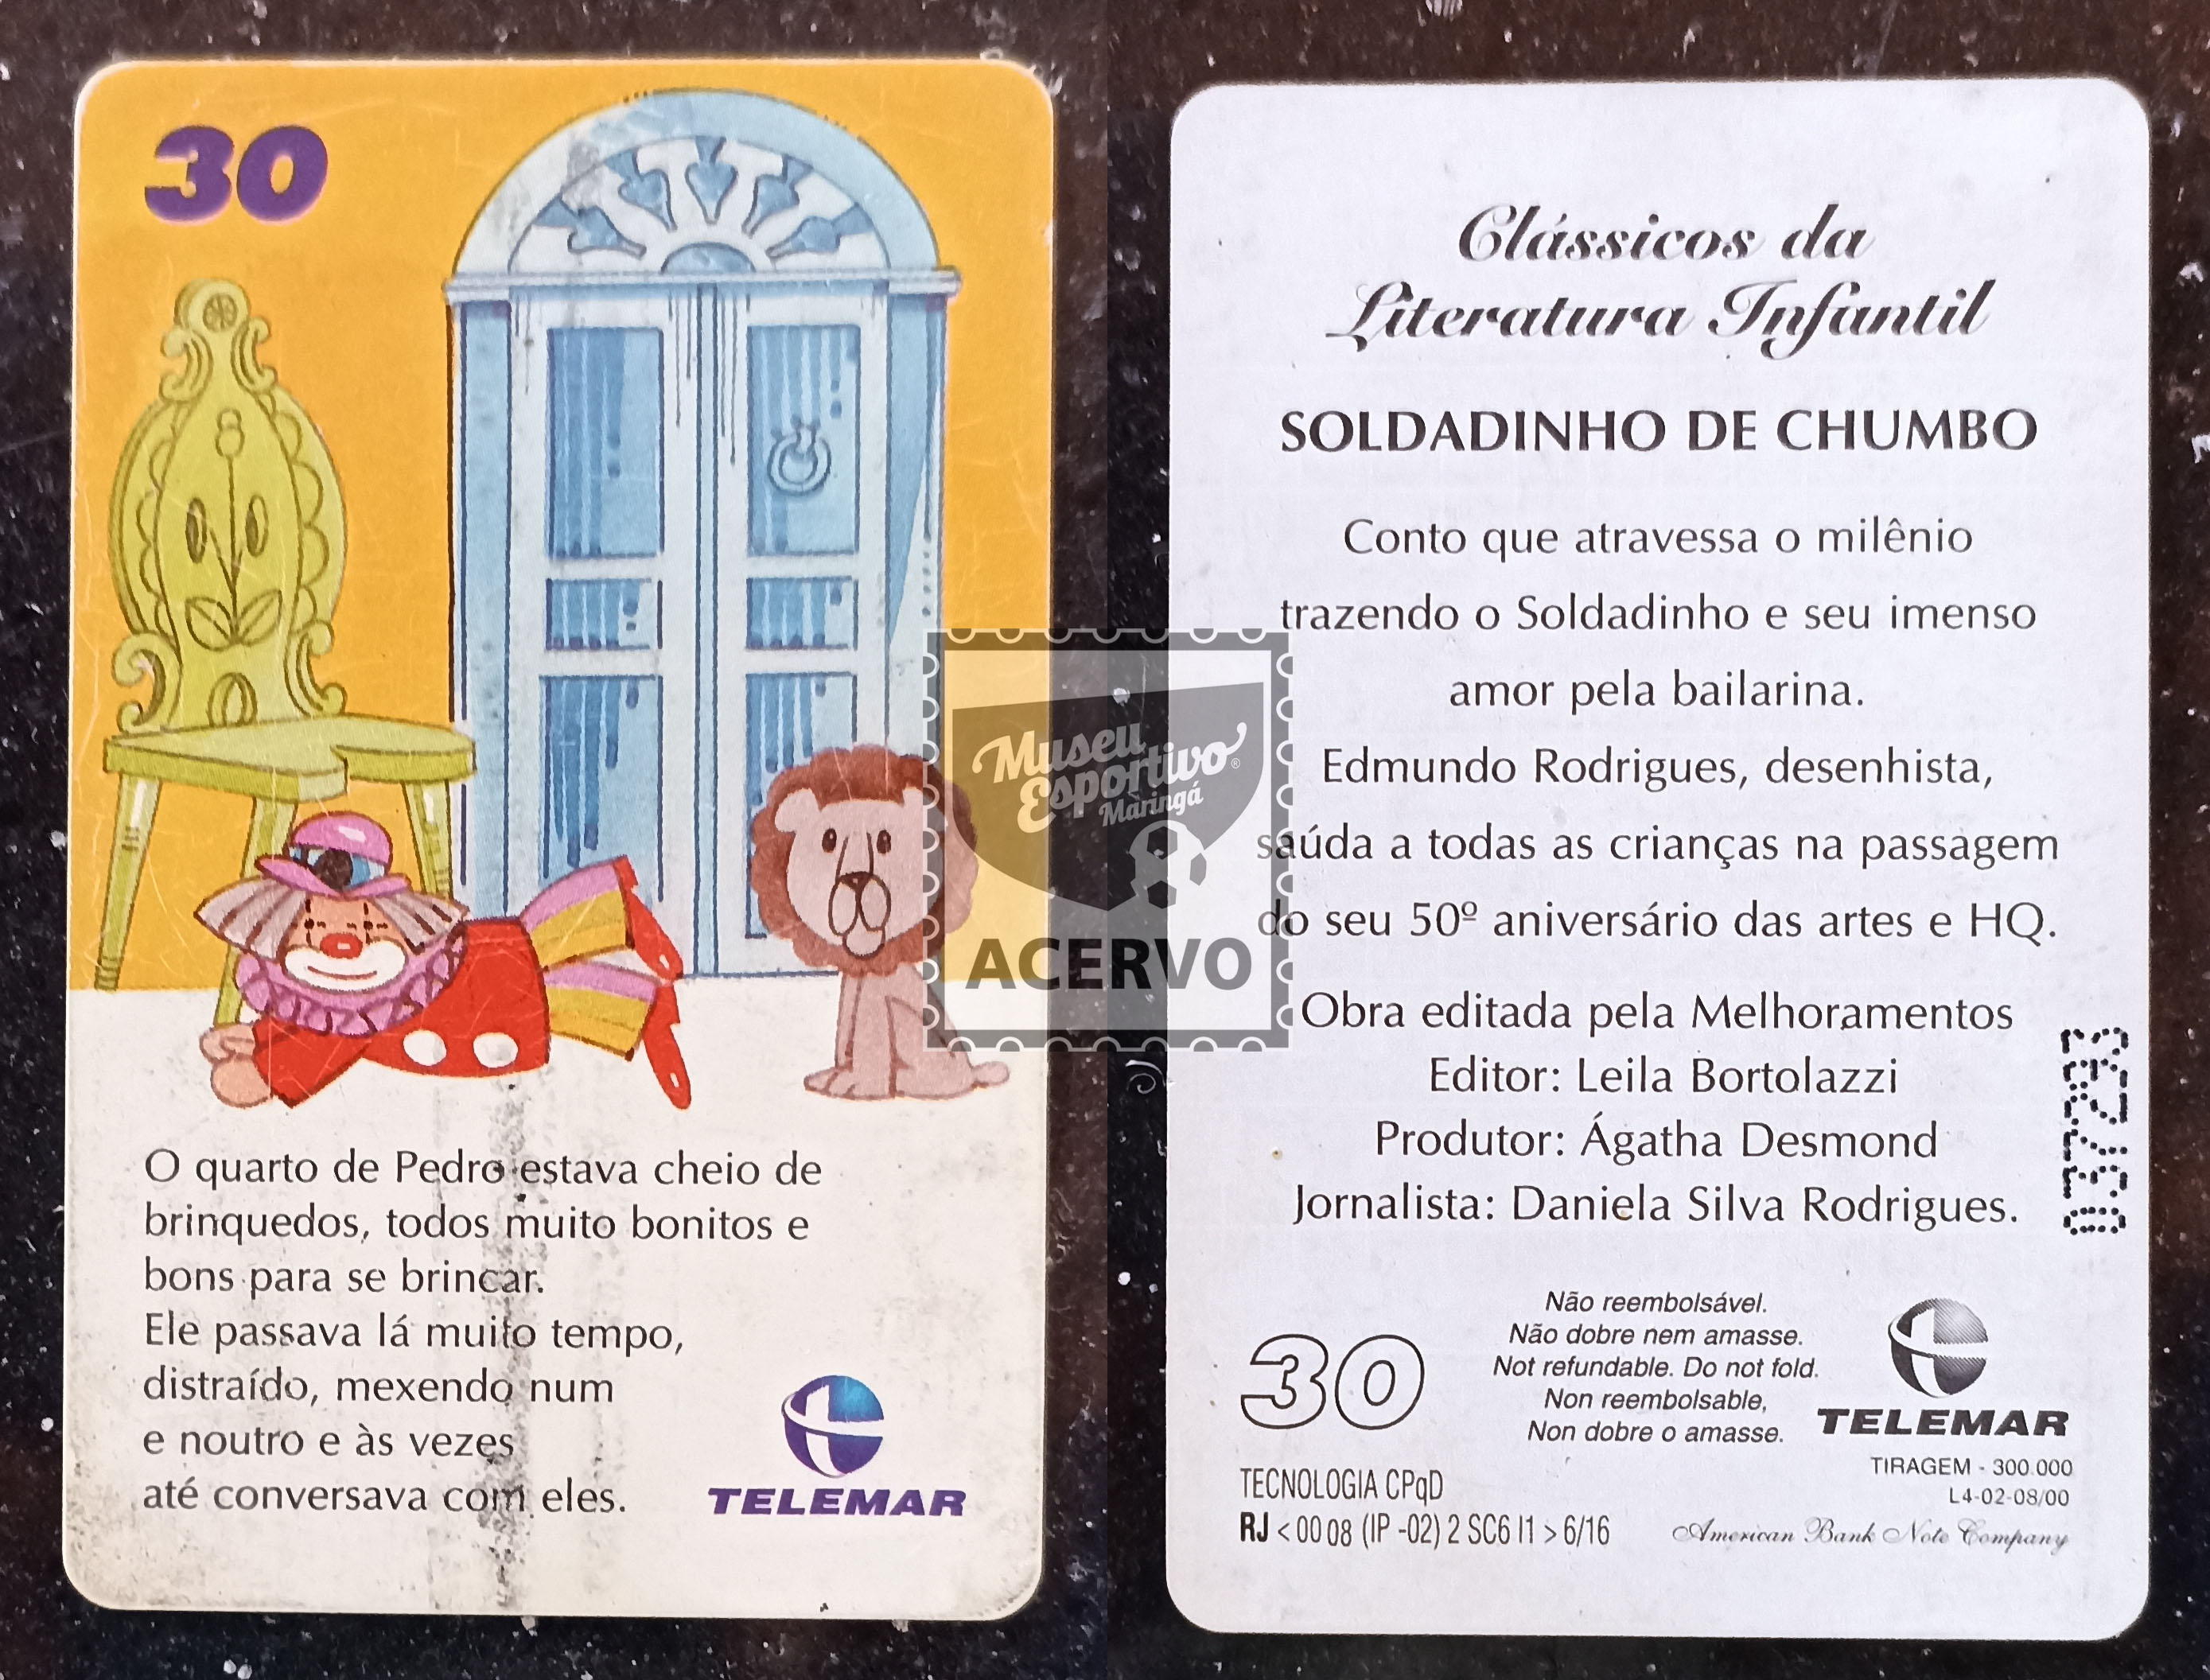 30
O quarto de Pedro estava cheio de
brinquedos, todos muito bonitos e
bons para se brincar.
Ele passava lá muito tempo,
distraído, mexendo num
e noutro e às vezes
até conversava com eles.
TELEMAR
Museu
Esportivo®
Maringá
ACERVO
Clássicos da
Literatura Infantil
SOLDADINHO DE CHUMBO
Conto que atravessa o milênio
trazendo o Soldadinho e seu imenso
amor pela bailarina.
Edmundo Rodrigues, desenhista,
saúda a todas as crianças na passagem
do seu 50º aniversário das artes e HQ.
Obra editada pela Melhoramentos
Editor: Leila Bortolazzi
Produtor: Ágatha Desmond
Jornalista: Daniela Silva Rodrigues.
Não reembolsável.
Não dobre nem amasse.
Not refundable. Do not fold.
Non reembolsable,
Non dobre o amasse.
30
TELEMAR
TIRAGEM - 300.000
L4-02-08/00
TECNOLOGIA CPqD
RJ < 00 08 (IP -02) 2 SC6 I1 > 6/16
American Bank Note Company